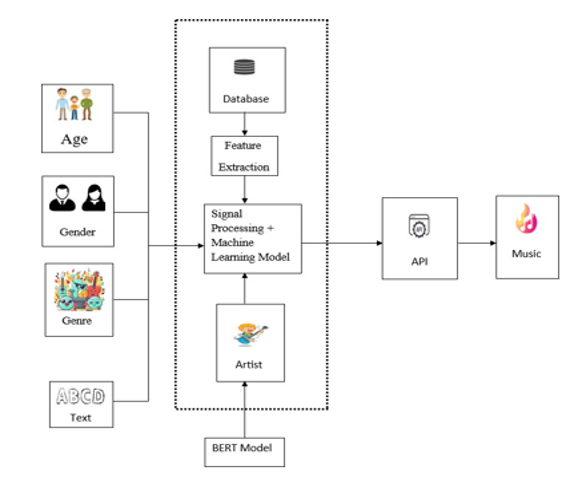 Age
Gender
Genre
ABCD
Text
Database
Feature
Extraction
Signal
Processing +
Machine
Learning Model
Artist
BERT Model
API
Music